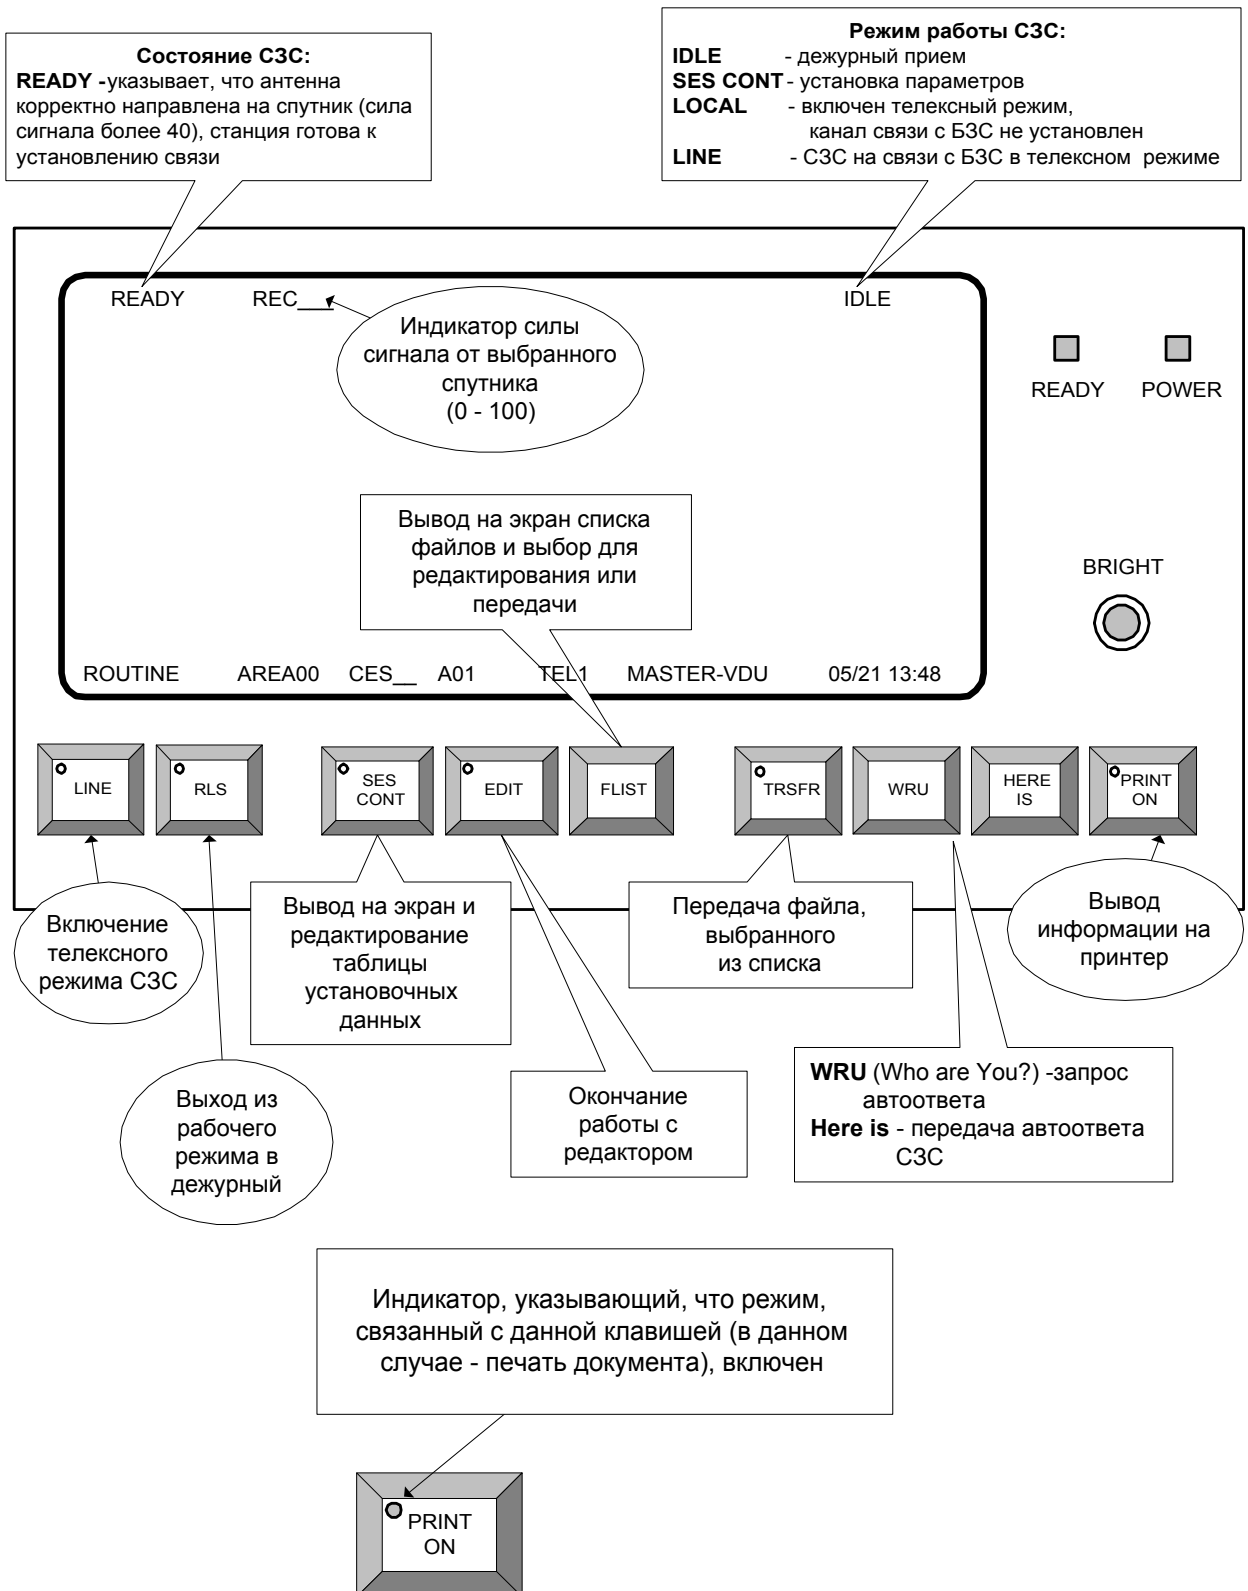 Состояние СЗС:
READY -указывает, что антенна
корректно направлена на спутник (сила
сигнала более 40), станция готова к
установлению связи
Режим работы СЗС:
IDLE - дежурный прием
SES CONT - установка параметров
LOCAL - включен телексный режим,
канал связи с БЗС не установлен
LINE - СЗС на связи с БЗС в телексном режиме
READY REC___ IDLE
Индикатор силы
сигнала от выбранного
спутника
(0 - 100)
READY POWER
Вывод на экран списка
файлов и выбор для
редактирования или
передачи
BRIGHT
ROUTINE AREA00 CES__ A01 TEL1 MASTER-VDU 05/21 13:48
LINE
RLS
SES
CONT
EDIT
FLIST
TRSFR
WRU
HERE
IS
PRINT
ON
Включение
телексного
режима СЗС
Вывод на экран и
редактирование
таблицы
установочных
данных
Передача файла,
выбранного
из списка
Вывод
информации на
принтер
Выход из
рабочего
режима в
дежурный
Окончание
работы с
редактором
WRU (Who are You?) -запрос
автоответа
Here is - передача автоответа
СЗС
Индикатор, указывающий, что режим,
связанный с данной клавишей (в данном
случае - печать документа), включен
PRINT
ON